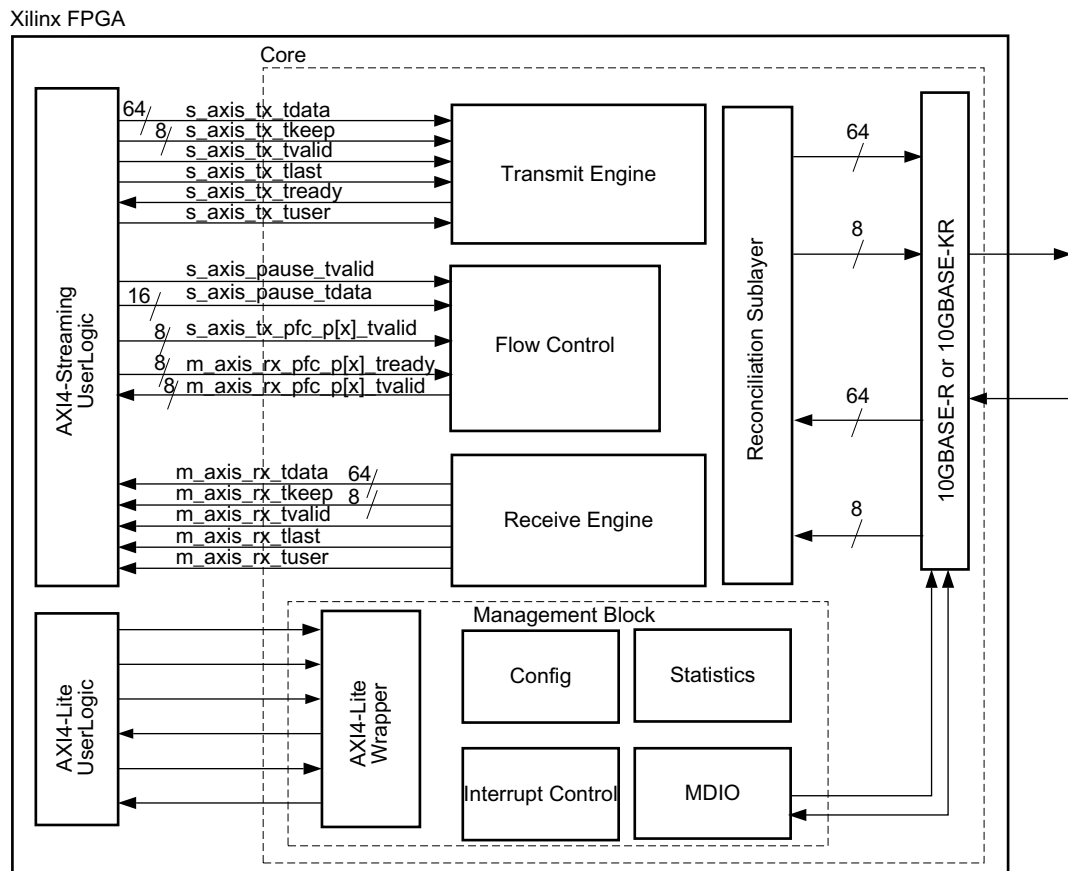 Xilinx FPGA
Core
AXI4-Streaming
UserLogic
64
s_axis_tx_tdata
8
s_axis_tx_tkeep
s_axis_tx_tvalid
s_axis_tx_tlast
s_axis_tx_tready
s_axis_tx_tuser
Transmit Engine
s_axis_pause_tvalid
16
s_axis_pause_tdata
8
s_axis_tx_pfc_p[x]_tvalid
8
m_axis_rx_pfc_p[x]_tready
8
m_axis_rx_pfc_p[x]_tvalid
Flow Control
m_axis_rx_tdata
64
m_axis_rx_tkeep
8
m_axis_rx_tvalid
m_axis_rx_tlast
m_axis_rx_tuser
Receive Engine
Reconciliation Sublayer
64
8
64
8
10GBASE-R or 10GBASE-KR
AXI4-Lite
UserLogic
Management Block
AXI4-Lite
Wrapper
Config
Statistics
Interrupt Control
MDIO